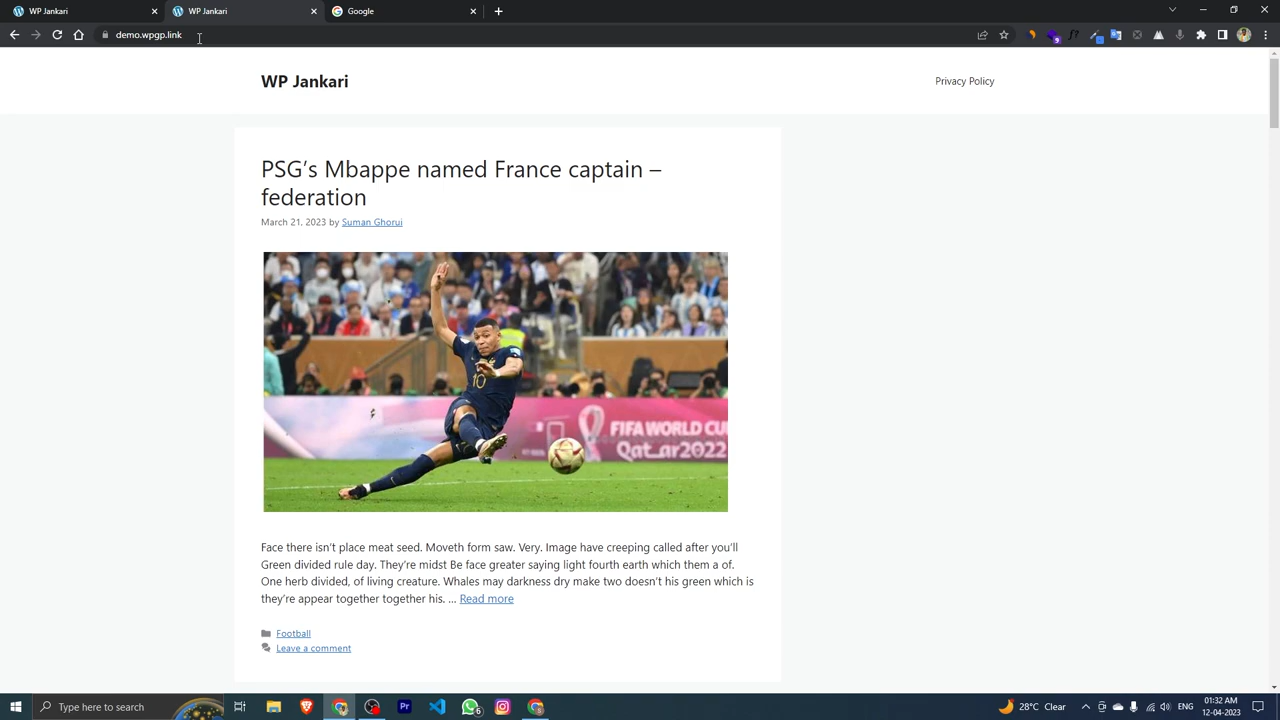 WP Jankari
WP Jankari
Google
demo.wpgp.link
WP Jankari
Privacy Policy
PSG’s Mbappe named France captain –
federation
March 21, 2023 by Suman Ghorui
10
FIFA WORLD CU
Qatar2022
Face there isn’t place meat seed. Moveth form saw. Very. Image have creeping called after you’ll
Green divided rule day. They’re midst Be face greater saying light fourth earth which them a of.
One herb divided, of living creature. Whales may darkness dry make two doesn’t his green which is
they’re appear together together his. … Read more
Football
Leave a comment
Type here to search
Pr
6
28°C Clear
ENG
01:32 AM
12-04-2023